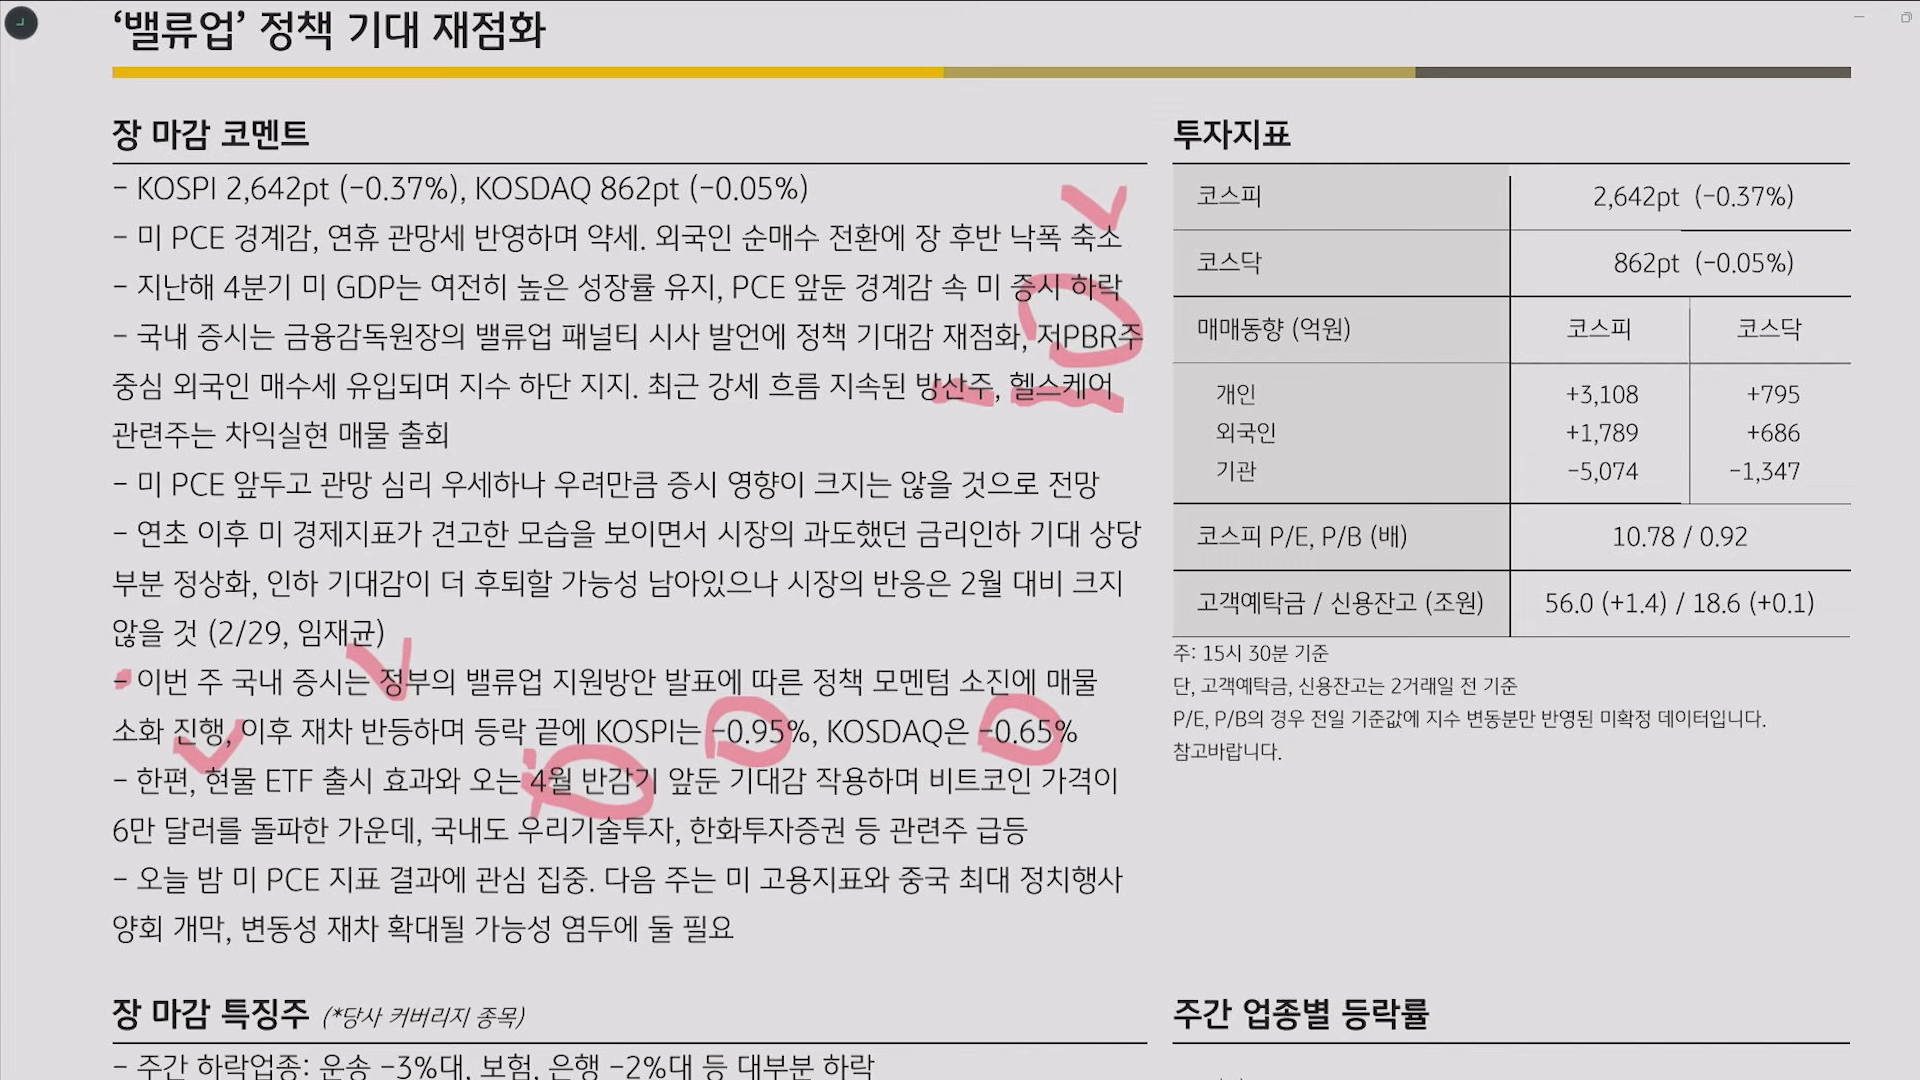 ‘밸류업’ 정책 기대 재점화
장 마감 코멘트
- KOSPI 2,642pt (-0.37%), KOSDAQ 862pt (-0.05%)
- 미 PCE 경계감, 연휴 관망세 반영하며 약세. 외국인 순매수 전환에 장 후반 낙폭 축소
- 지난해 4분기 미 GDP는 여전히 높은 성장률 유지, PCE 앞둔 경계감 속 미 증시 하락
- 국내 증시는 금융감독원장의 밸류업 패널티 시사 발언에 정책 기대감 재점화, 저PBR주
중심 외국인 매수세 유입되며 지수 하단 지지. 최근 강세 흐름 지속된 방산주, 헬스케어
관련주는 차익실현 매물 출회
- 미 PCE 앞두고 관망 심리 우세하나 우려만큼 증시 영향이 크지는 않을 것으로 전망
- 연초 이후 미 경제지표가 견고한 모습을 보이면서 시장의 과도했던 금리인하 기대 상당
부분 정상화, 인하 기대감이 더 후퇴할 가능성 남아있으나 시장의 반응은 2월 대비 크지
않을 것 (2/29, 임재균)
- 이번 주 국내 증시는 정부의 밸류업 지원방안 발표에 따른 정책 모멘텀 소진에 매물
소화 진행, 이후 재차 반등하며 등락 끝에 KOSPI는 -0.95%, KOSDAQ은 -0.65%
- 한편, 현물 ETF 출시 효과와 오는 4월 반감기 앞둔 기대감 작용하며 비트코인 가격이
6만 달러를 돌파한 가운데, 국내도 우리기술투자, 한화투자증권 등 관련주 급등
- 오늘 밤 미 PCE 지표 결과에 관심 집중. 다음 주는 미 고용지표와 중국 최대 정치행사
양회 개막, 변동성 재차 확대될 가능성 염두에 둘 필요
장 마감 특징주 (*당사 커버리지 종목)
- 주간 하락업종: 운송 -3%대, 보험, 은행 -2%대 등 대부분 하락
투자지표
코스피 2,642pt (-0.37%)
코스닥 862pt (-0.05%)
매매동향 (억원) 코스피 코스닥
개인 +3,108 +795
외국인 +1,789 +686
기관 -5,074 -1,347
코스피 P/E, P/B (배) 10.78 / 0.92
고객예탁금 / 신용잔고 (조원) 56.0 (+1.4) / 18.6 (+0.1)
주: 15시 30분 기준
단, 고객예탁금, 신용잔고는 2거래일 전 기준
P/E, P/B의 경우 전일 기준값에 지수 변동분만 반영된 미확정 데이터입니다.
참고바랍니다.
주간 업종별 등락률